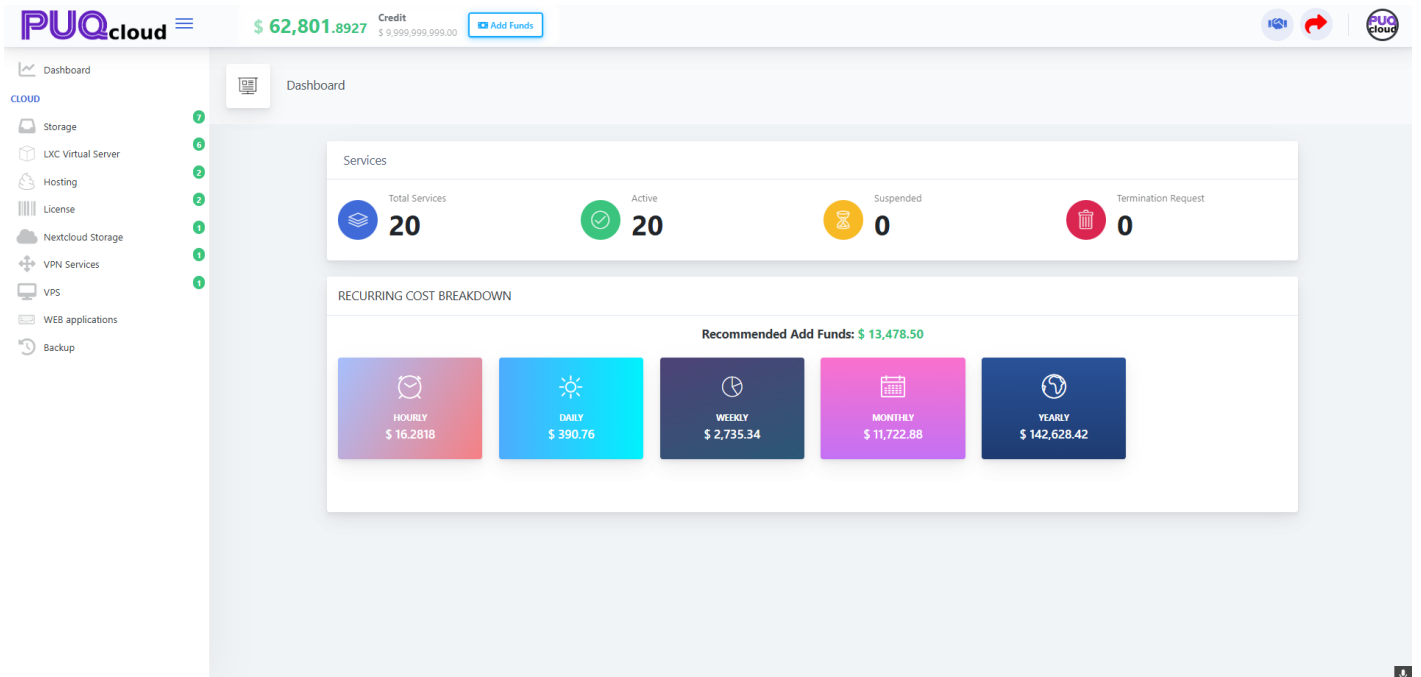 PUQcloud
$ 62,801.8927
Credit
$ 9,999,999,999.00
Add Funds
PUQ
cloud
Dashboard
CLOUD
Storage 7
LXC Virtual Server 6
Hosting 2
License 2
Nextcloud Storage 1
VPN Services 1
VPS 1
WEB applications
Backup
Dashboard
Services
Total Services
20
Active
20
Suspended
0
Termination Request
0
RECURRING COST BREAKDOWN
Recommended Add Funds: $ 13,478.50
HOURLY
$ 16.2818
DAILY
$ 390.76
WEEKLY
$ 2,735.34
MONTHLY
$ 11,722.88
YEARLY
$ 142,628.42